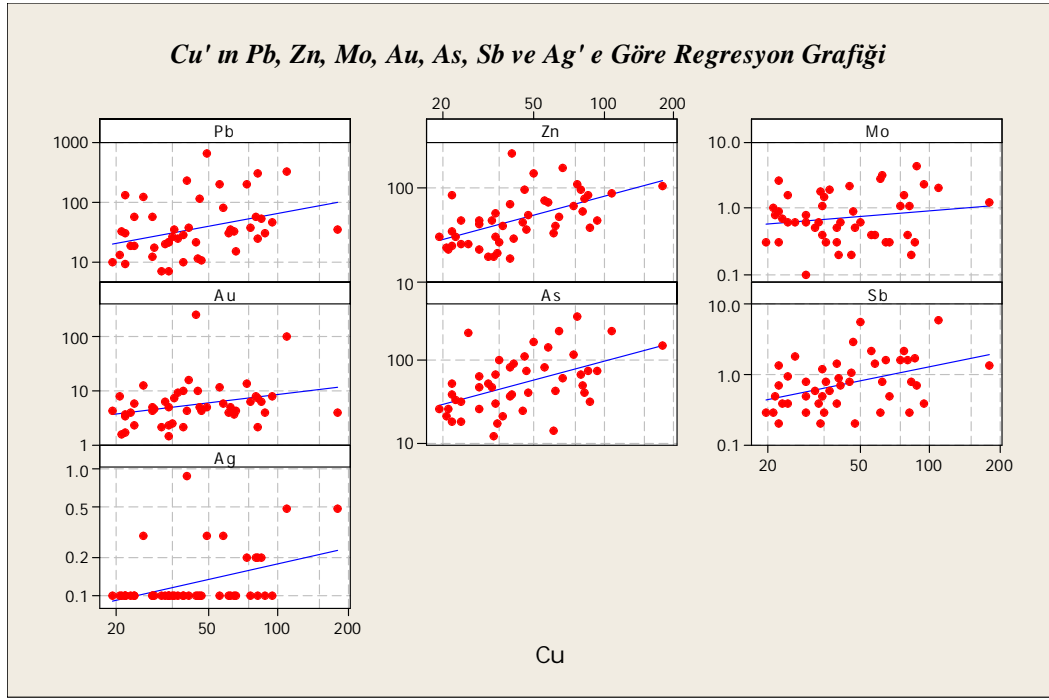 Cu' ın Pb, Zn, Mo, Au, As, Sb ve Ag' e Göre Regresyon Grafiği
20 50 100 200
Pb Zn Mo
1000 100 10
100 10
10.0 1.0 0.1
Au As Sb
100 10 1
100 10
10.0 1.0 0.1
20 50 100 200
Ag
1.0 0.5 0.2 0.1
20 50 100 200
Cu